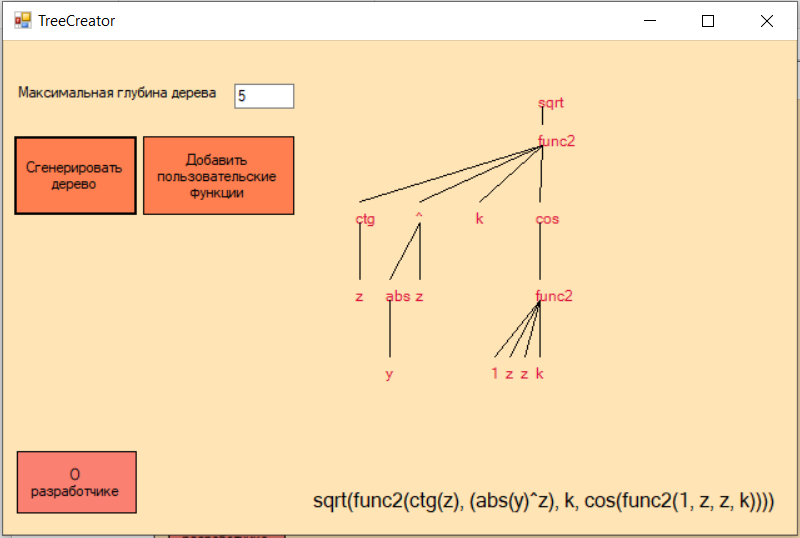 TreeCreator
Максимальная глубина дерева 5
Сгенерировать
дерево
Добавить
пользовательские
функции
sqrt
func2
ctg ^ k cos
z abs z func2
y 1 z z k
О
разработчике
sqrt(func2(ctg(z), (abs(y)^z), k, cos(func2(1, z, z, k))))